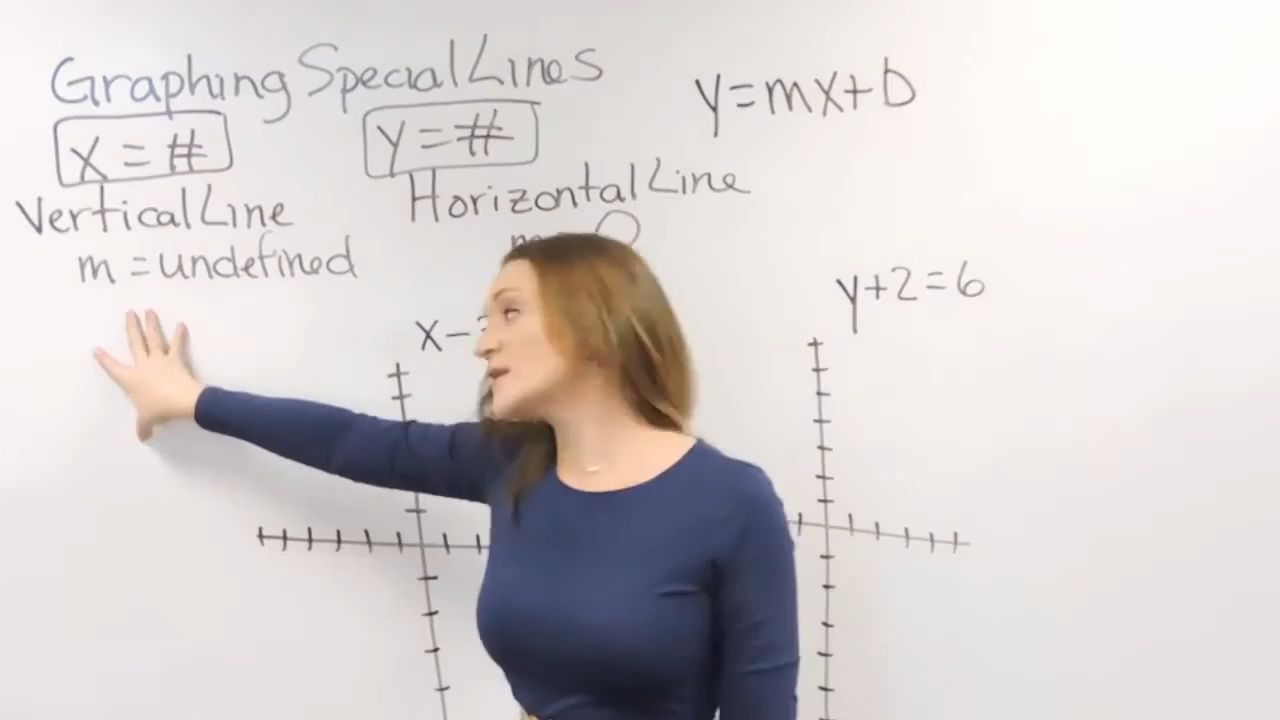 Graphing Special Lines
x = #
y = #
y=mx+b
Vertical Line
Horizontal Line
m = undefined
y+2=6
x-